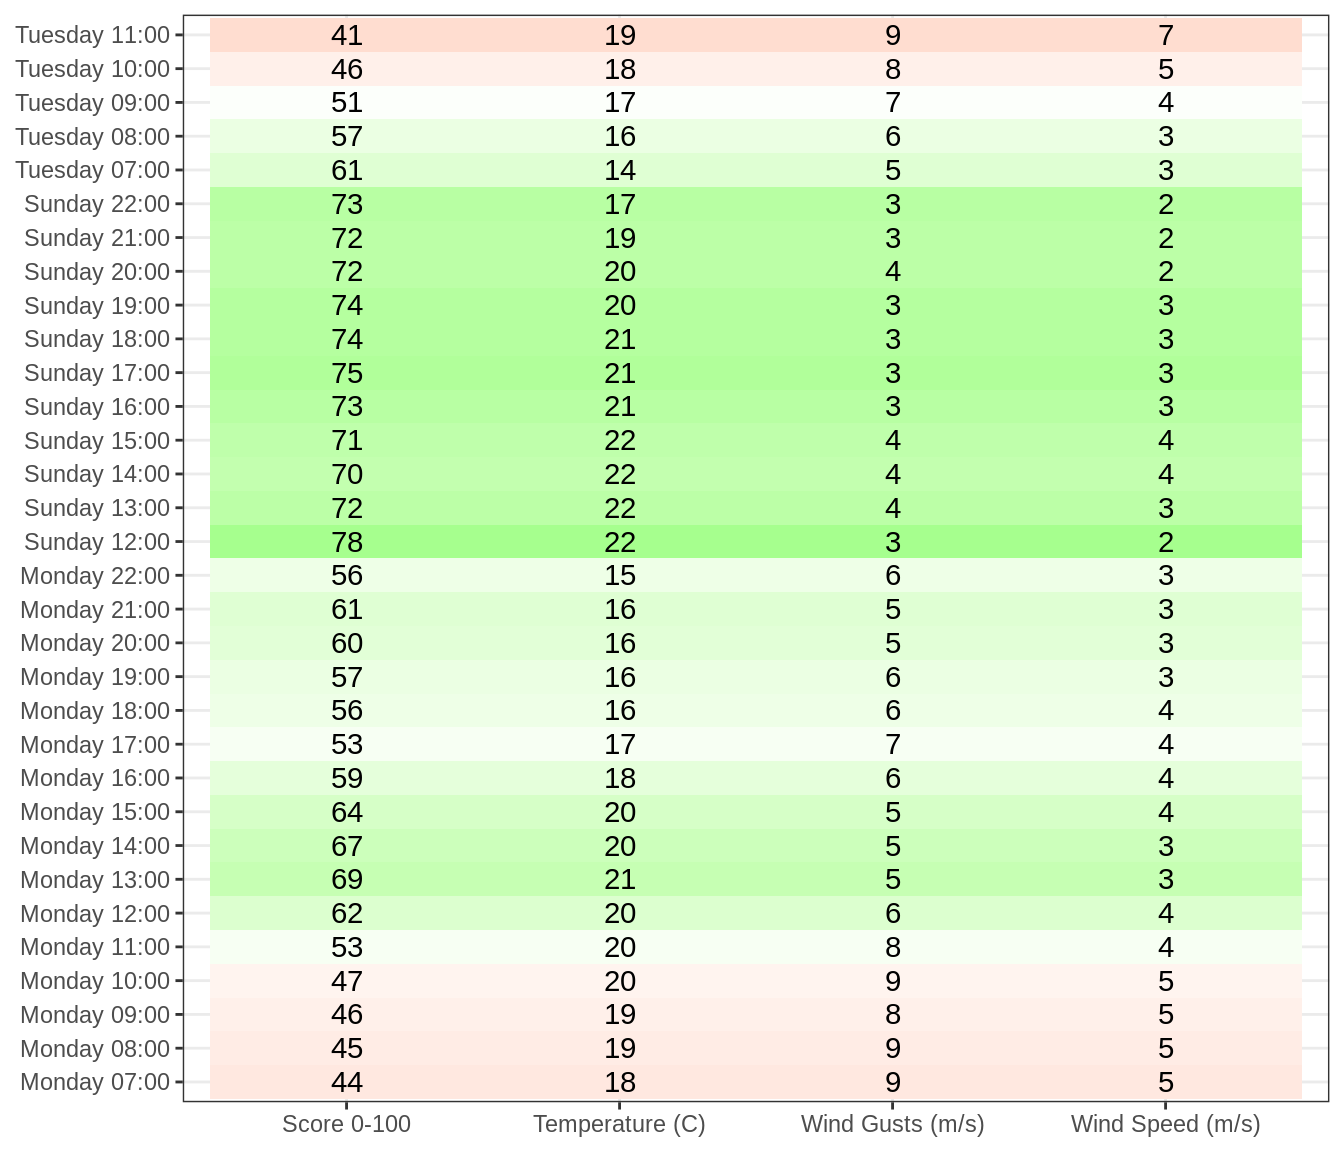 Tuesday 11:00 41 19 9 7
Tuesday 10:00 46 18 8 5
Tuesday 09:00 51 17 7 4
Tuesday 08:00 57 16 6 3
Tuesday 07:00 61 14 5 3
Sunday 22:00 73 17 3 2
Sunday 21:00 72 19 3 2
Sunday 20:00 72 20 4 2
Sunday 19:00 74 20 3 3
Sunday 18:00 74 21 3 3
Sunday 17:00 75 21 3 3
Sunday 16:00 73 21 3 3
Sunday 15:00 71 22 4 4
Sunday 14:00 70 22 4 4
Sunday 13:00 72 22 4 3
Sunday 12:00 78 22 3 2
Monday 22:00 56 15 6 3
Monday 21:00 61 16 5 3
Monday 20:00 60 16 5 3
Monday 19:00 57 16 6 3
Monday 18:00 56 16 6 4
Monday 17:00 53 17 7 4
Monday 16:00 59 18 6 4
Monday 15:00 64 20 5 4
Monday 14:00 67 20 5 3
Monday 13:00 69 21 5 3
Monday 12:00 62 20 6 4
Monday 11:00 53 20 8 4
Monday 10:00 47 20 9 5
Monday 09:00 46 19 8 5
Monday 08:00 45 19 9 5
Monday 07:00 44 18 9 5
Score 0-100 Temperature (C) Wind Gusts (m/s) Wind Speed (m/s)